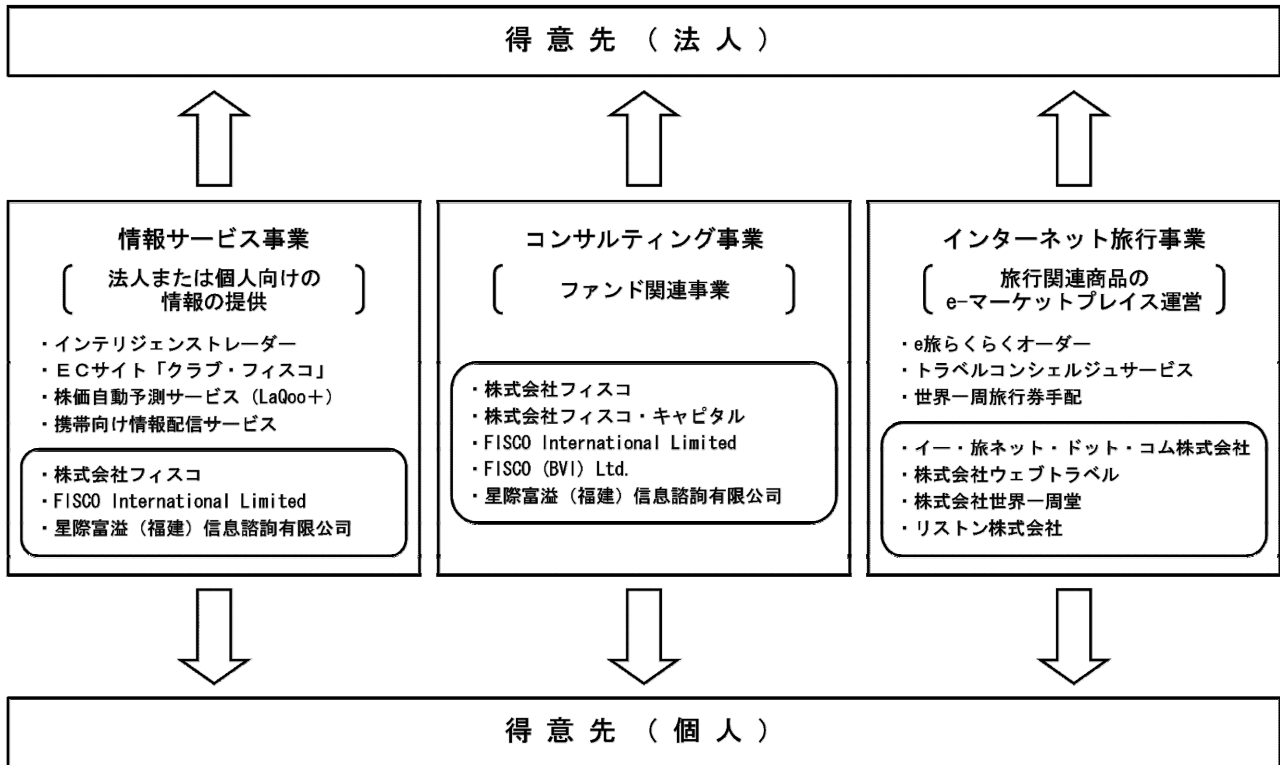 得意先（法人）
情報サービス事業
法人または個人向けの
情報の提供
・インテリジェンストレーダー
・ＥＣサイト「クラブ・フィスコ」
・株価自動予測サービス（LaQoo＋）
・携帯向け情報配信サービス
・株式会社フィスコ
・FISCO International Limited
・星際富溢（福建）信息諮詢有限公司
コンサルティング事業
ファンド関連事業
・株式会社フィスコ
・株式会社フィスコ・キャピタル
・FISCO International Limited
・FISCO (BVI) Ltd.
・星際富溢（福建）信息諮詢有限公司
インターネット旅行事業
旅行関連商品の
e-マーケットプレイス運営
・e旅らくらくオーダー
・トラベルコンシェルジュサービス
・世界一周旅行券手配
・イー・旅ネット・ドット・コム株式会社
・株式会社ウェブトラベル
・株式会社世界一周堂
・リストン株式会社
得意先（個人）